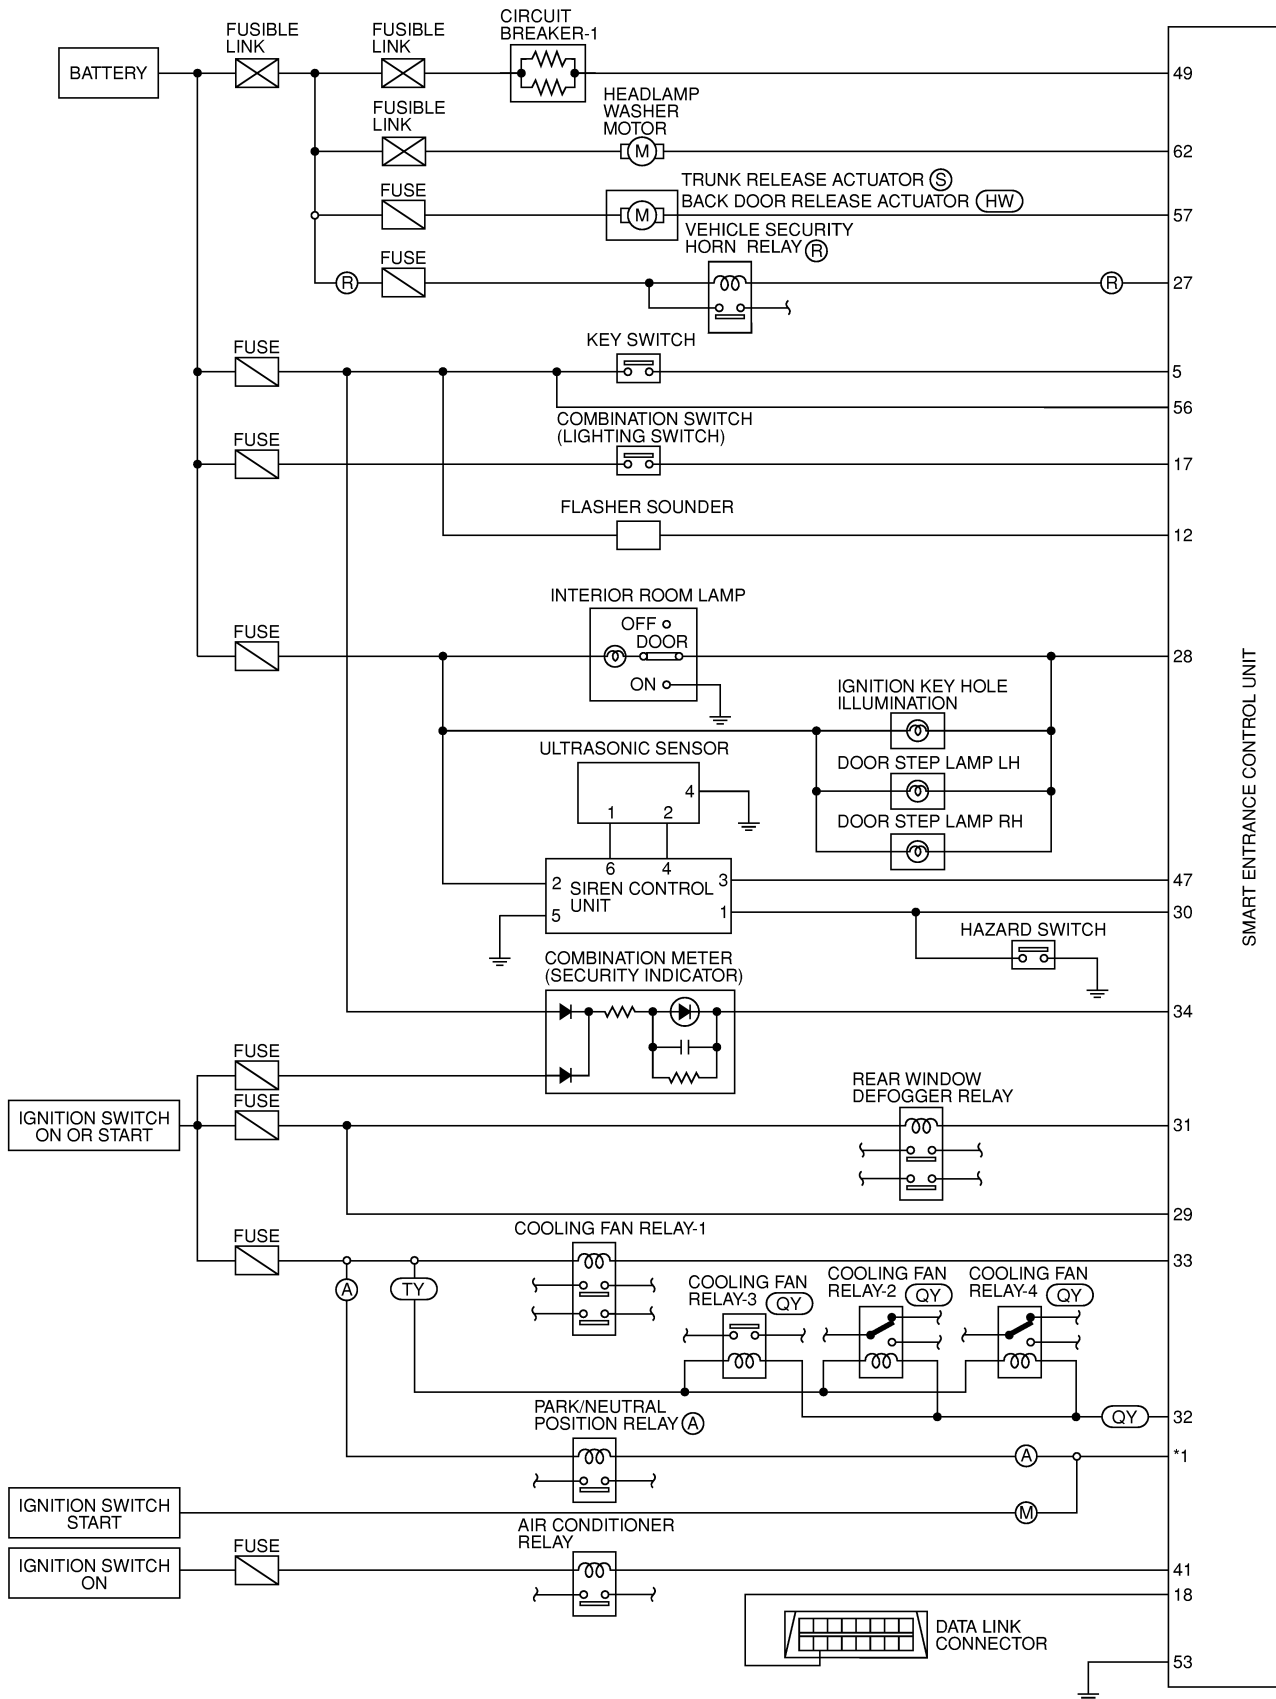 CIRCUIT
BREAKER-1
FUSIBLE
LINK
FUSIBLE
LINK
BATTERY
49
FUSIBLE
LINK
HEADLAMP
WASHER
MOTOR
M
62
TRUNK RELEASE ACTUATOR S
BACK DOOR RELEASE ACTUATOR HW
FUSE
M
57
VEHICLE SECURITY
HORN RELAY R
FUSE
R
R
27
KEY SWITCH
FUSE
5
56
COMBINATION SWITCH
(LIGHTING SWITCH)
FUSE
17
FLASHER SOUNDER
12
INTERIOR ROOM LAMP
OFF
DOOR
ON
FUSE
28
IGNITION KEY HOLE
ILLUMINATION
ULTRASONIC SENSOR
4
1 2
DOOR STEP LAMP LH
DOOR STEP LAMP RH
6 4
2 SIREN CONTROL 3
UNIT
5 1
47
30
HAZARD SWITCH
SMART ENTRANCE CONTROL UNIT
COMBINATION METER
(SECURITY INDICATOR)
34
FUSE
FUSE
IGNITION SWITCH
ON OR START
REAR WINDOW
DEFOGGER RELAY
31
29
COOLING FAN RELAY-1
FUSE
33
A
TY
COOLING FAN
RELAY-3 QY
COOLING FAN
RELAY-2 QY
COOLING FAN
RELAY-4 QY
QY
32
PARK/NEUTRAL
POSITION RELAY A
A
*1
IGNITION SWITCH
START
M
AIR CONDITIONER
RELAY
IGNITION SWITCH
ON
FUSE
41
18
DATA LINK
CONNECTOR
53